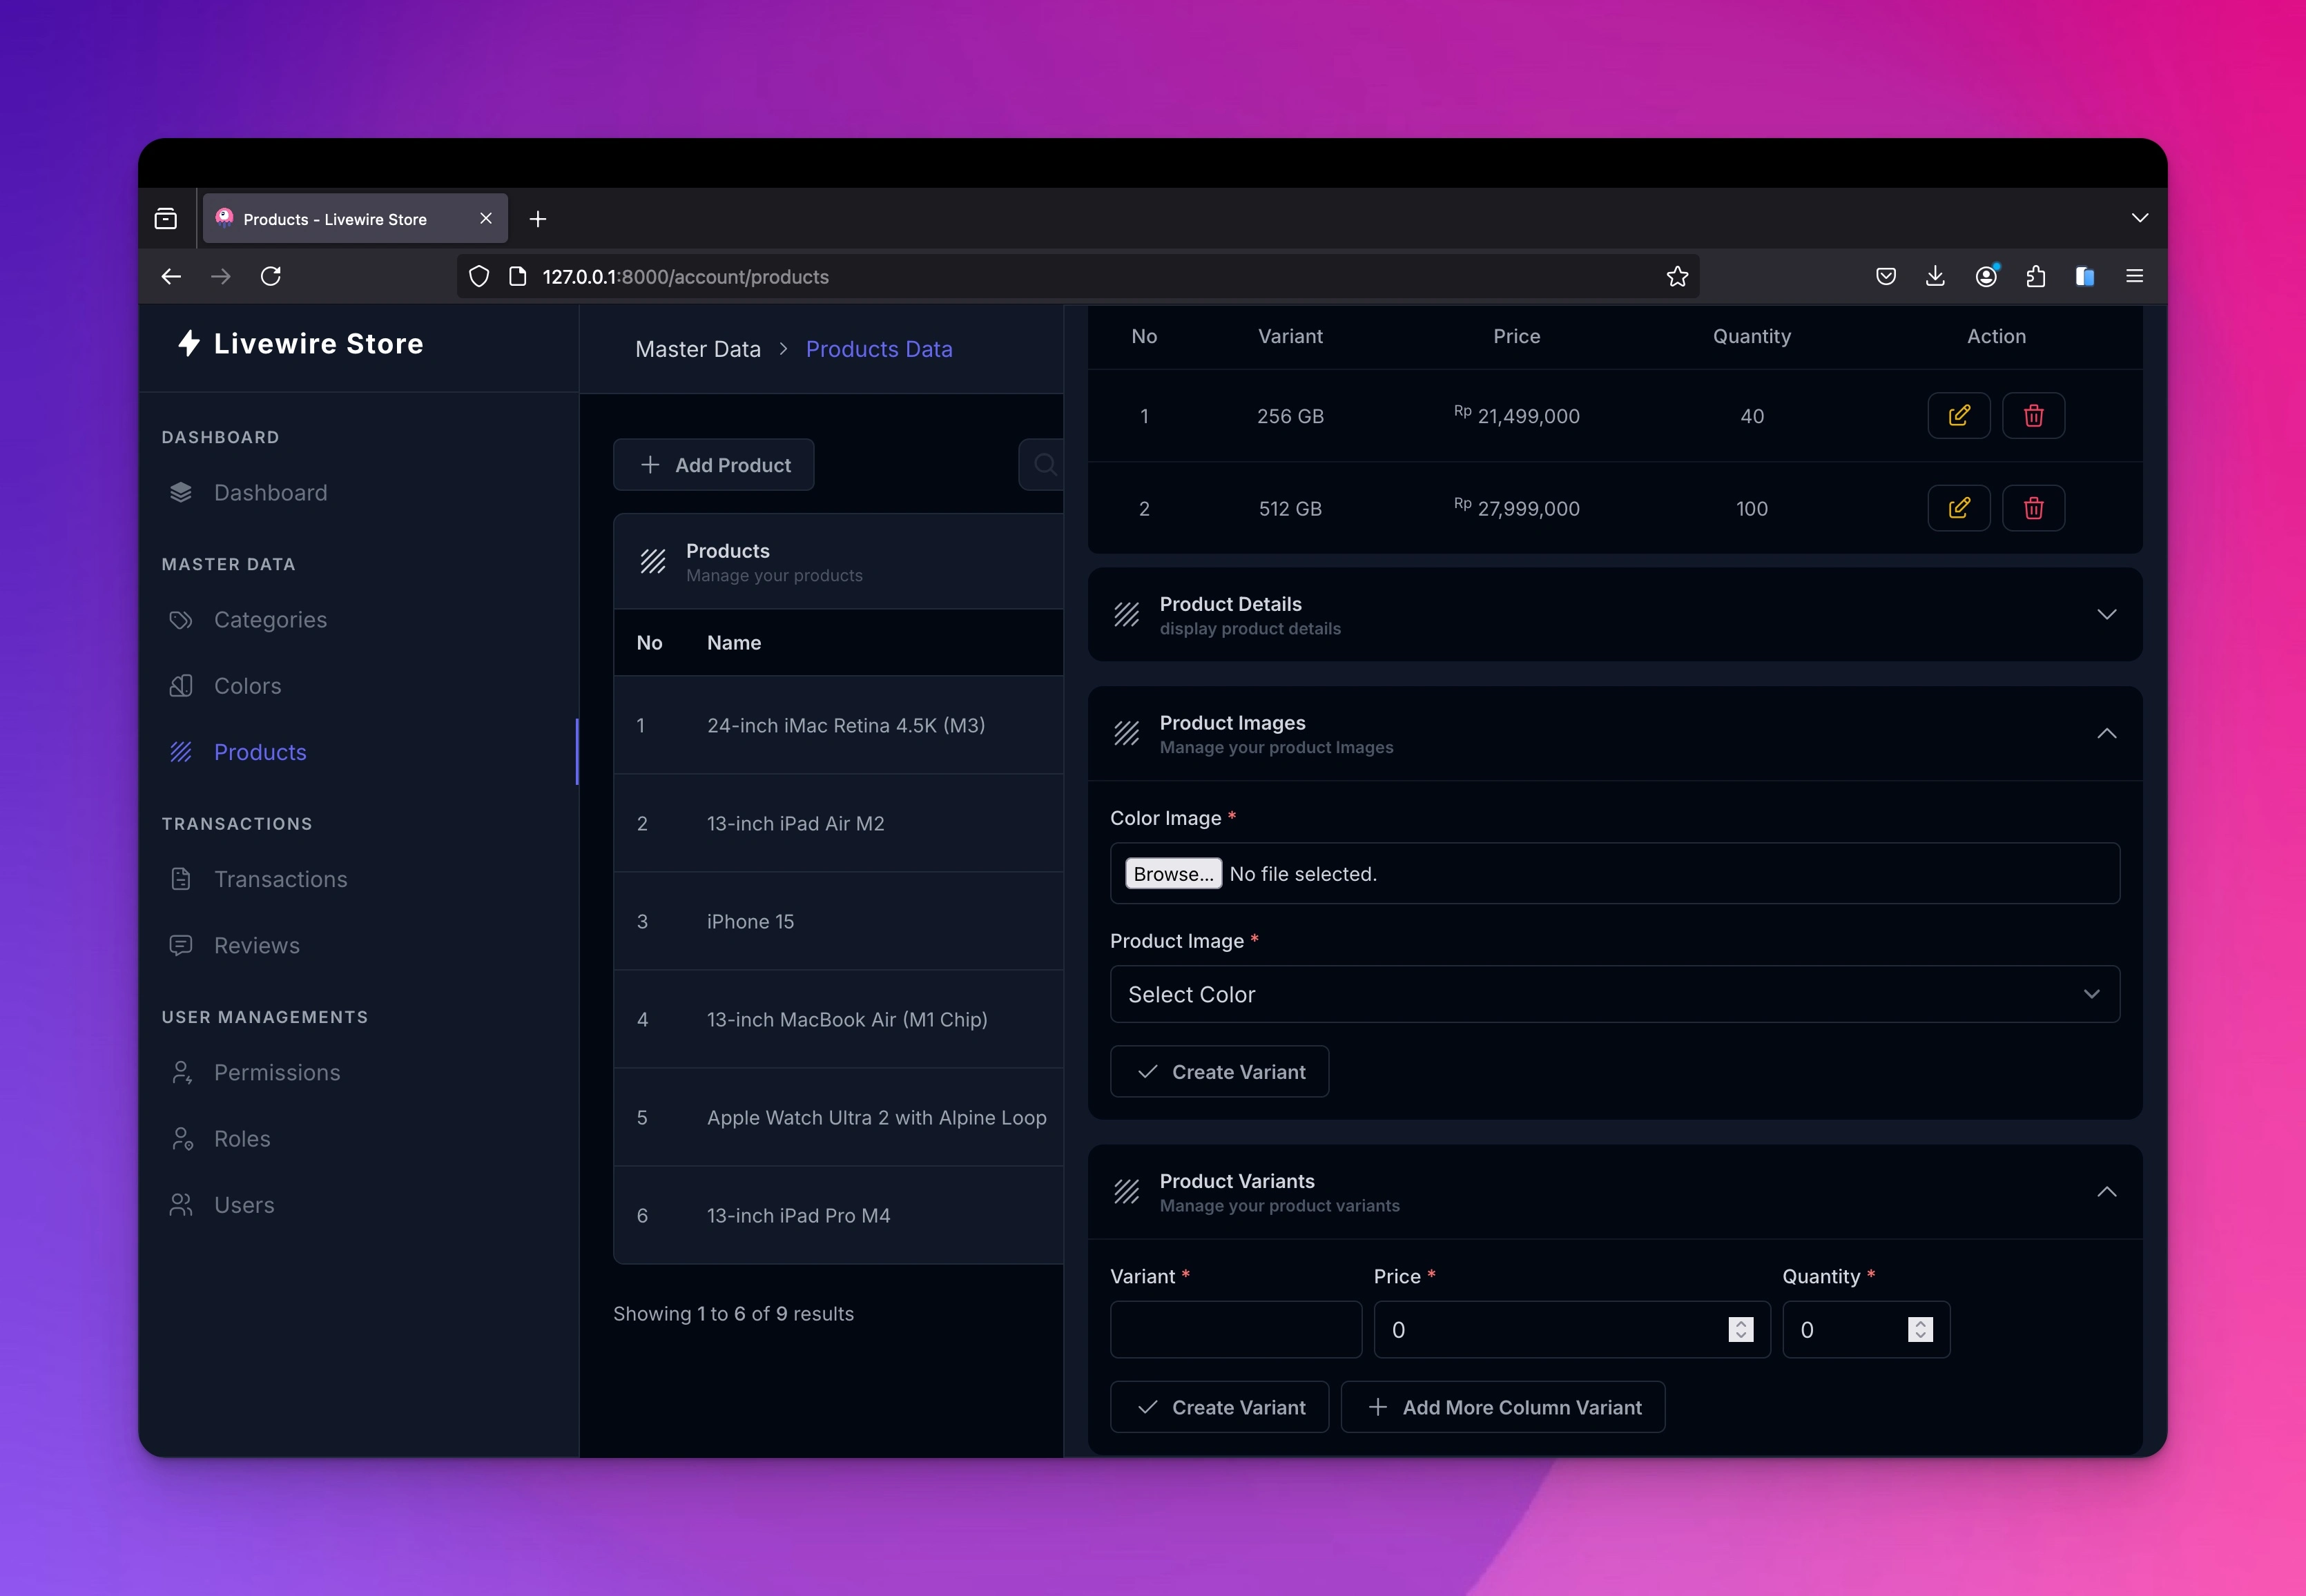 Products - Livewire Store
127.0.0.1:8000/account/products
Livewire Store
DASHBOARD
Dashboard
MASTER DATA
Categories
Colors
Products
TRANSACTIONS
Transactions
Reviews
USER MANAGEMENTS
Permissions
Roles
Users
Master Data > Products Data
Add Product
Products
Manage your products
No Name
1 24-inch iMac Retina 4.5K (M3)
2 13-inch iPad Air M2
3 iPhone 15
4 13-inch MacBook Air (M1 Chip)
5 Apple Watch Ultra 2 with Alpine Loop
6 13-inch iPad Pro M4
Showing 1 to 6 of 9 results
No Variant Price Quantity Action
1 256 GB Rp 21,499,000 40
2 512 GB Rp 27,999,000 100
Product Details
display product details
Product Images
Manage your product Images
Color Image *
Browse... No file selected.
Product Image *
Select Color
Create Variant
Product Variants
Manage your product variants
Variant * Price * Quantity *
0 0
Create Variant Add More Column Variant